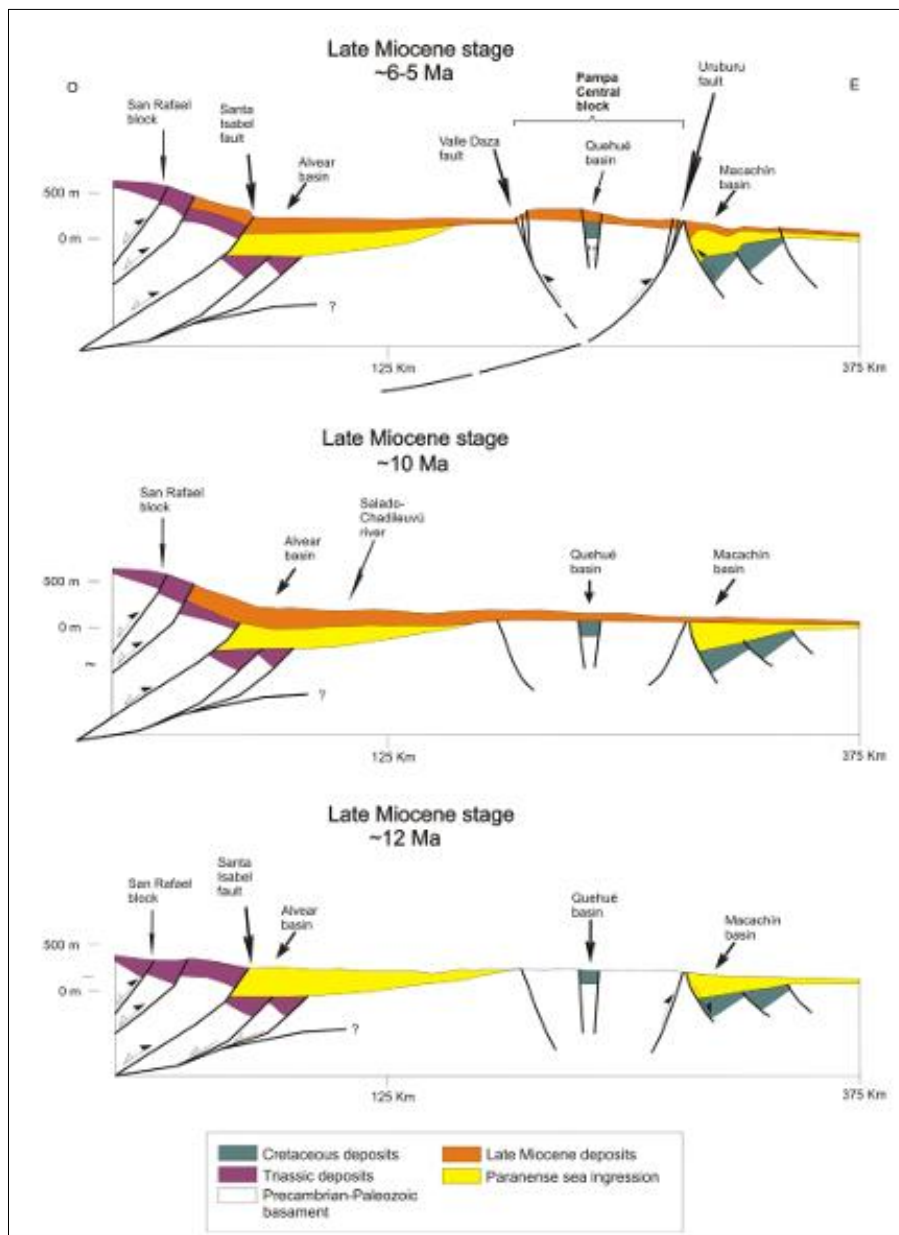 Late Miocene stage
~6-5 Ma
O
E
San Rafael
block
Santa
Isabel
fault
Alvear
basin
Valle Daza
fault
Pampa
Central
block
Quehué
basin
Uruburu
fault
Macachín
basin
500 m
0 m
?
125 Km
375 Km
Late Miocene stage
~10 Ma
San Rafael
block
Alvear
basin
Salado-
Chadileuvú
river
Quehué
basin
Macachín
basin
500 m
0 m
~
?
125 Km
375 Km
Late Miocene stage
~12 Ma
San Rafael
block
Santa
Isabel
fault
Alvear
basin
Quehué
basin
Macachín
basin
500 m
0 m
?
125 Km
375 Km
Cretaceous deposits
Triassic deposits
Precambrian-Paleozoic
basament
Late Miocene deposits
Paranense sea ingression